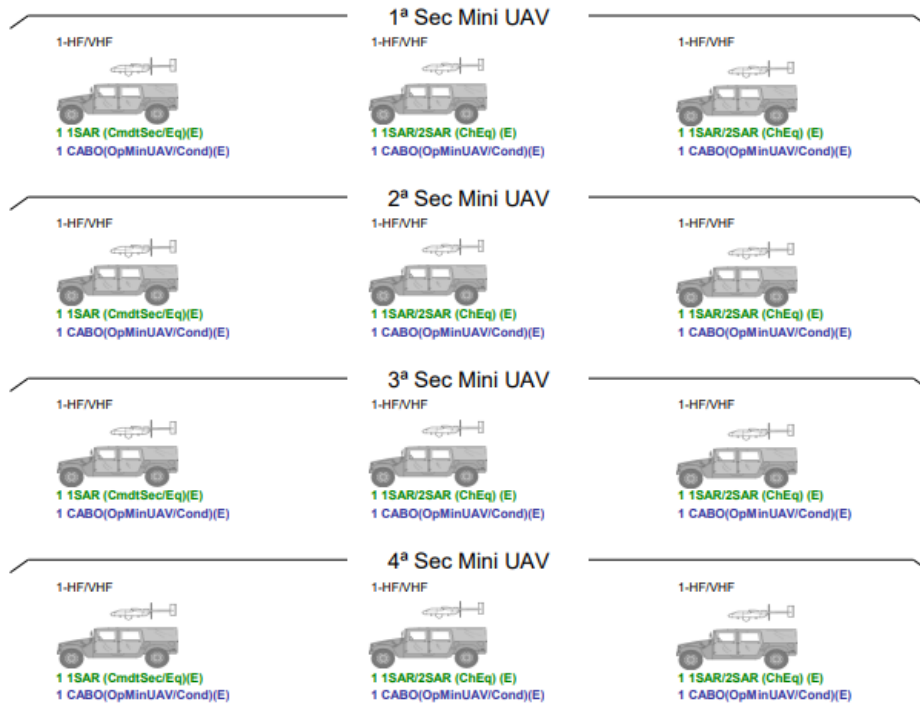 1ª Sec Mini UAV
1-HF/VHF 1-HF/VHF 1-HF/VHF
1 1SAR (CmdtSec/Eq)(E) 1 1SAR/2SAR (ChEq) (E) 1 1SAR/2SAR (ChEq) (E)
1 CABO(OpMinUAV/Cond)(E) 1 CABO(OpMinUAV/Cond)(E) 1 CABO(OpMinUAV/Cond)(E)
2ª Sec Mini UAV
1-HF/VHF 1-HF/VHF 1-HF/VHF
1 1SAR (CmdtSec/Eq)(E) 1 1SAR/2SAR (ChEq) (E) 1 1SAR/2SAR (ChEq) (E)
1 CABO(OpMinUAV/Cond)(E) 1 CABO(OpMinUAV/Cond)(E) 1 CABO(OpMinUAV/Cond)(E)
3ª Sec Mini UAV
1-HF/VHF 1-HF/VHF 1-HF/VHF
1 1SAR (CmdtSec/Eq)(E) 1 1SAR/2SAR (ChEq) (E) 1 1SAR/2SAR (ChEq) (E)
1 CABO(OpMinUAV/Cond)(E) 1 CABO(OpMinUAV/Cond)(E) 1 CABO(OpMinUAV/Cond)(E)
4ª Sec Mini UAV
1-HF/VHF 1-HF/VHF 1-HF/VHF
1 1SAR (CmdtSec/Eq)(E) 1 1SAR/2SAR (ChEq) (E) 1 1SAR/2SAR (ChEq) (E)
1 CABO(OpMinUAV/Cond)(E) 1 CABO(OpMinUAV/Cond)(E) 1 CABO(OpMinUAV/Cond)(E)